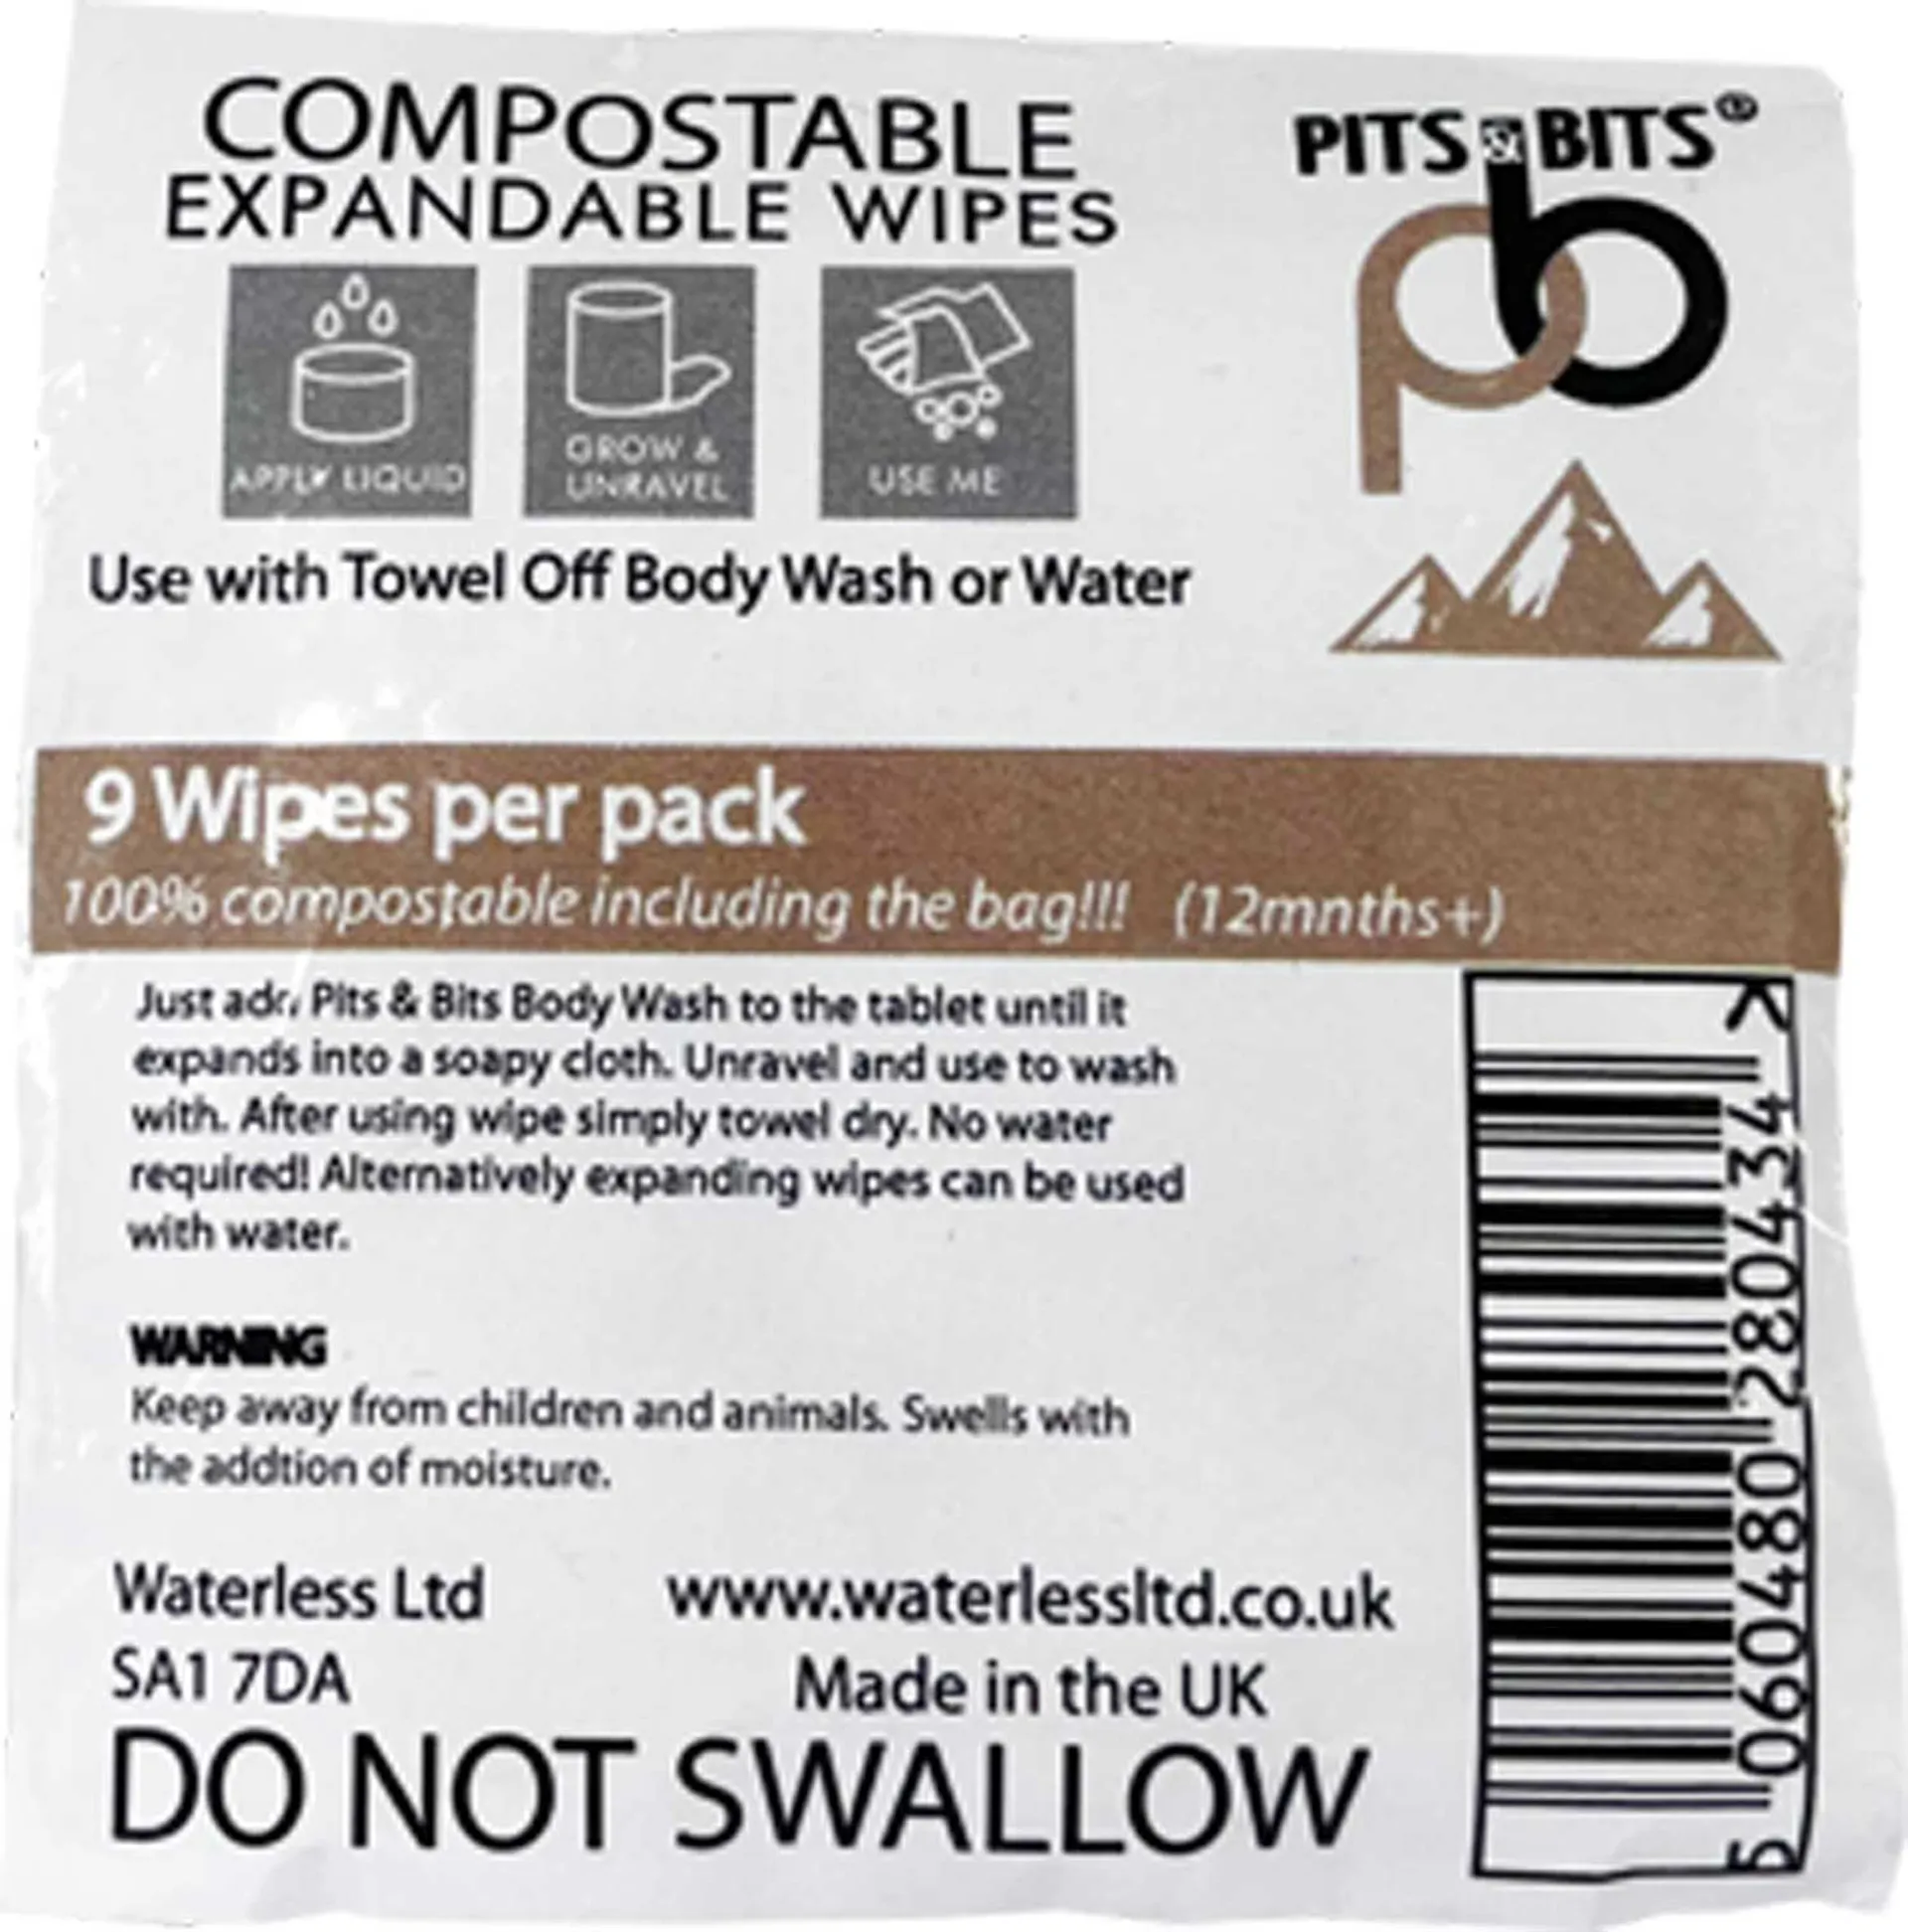 COMPOSTABLE
EXPANDABLE WIPES
PITS & BITS®
pb
APPLY LIQUID
GROW &
UNRAVEL
USE ME
Use with Towel Off Body Wash or Water
9 Wipes per pack
100% compostable including the bag!!! (12mnths+)
Just Pits & Bits Body Wash to the tablet until it
expands into a soapy cloth. Unravel and use to wash
with. After using wipe simply towel dry. No water
required! Alternatively expanding wipes can be used
with water.
WARNING
Keep away from children and animals. Swells with
the addtion of moisture.
Waterless Ltd
www.waterlessltd.co.uk
SA1 7DA
Made in the UK
DO NOT SWALLOW
5 060480 280434 >